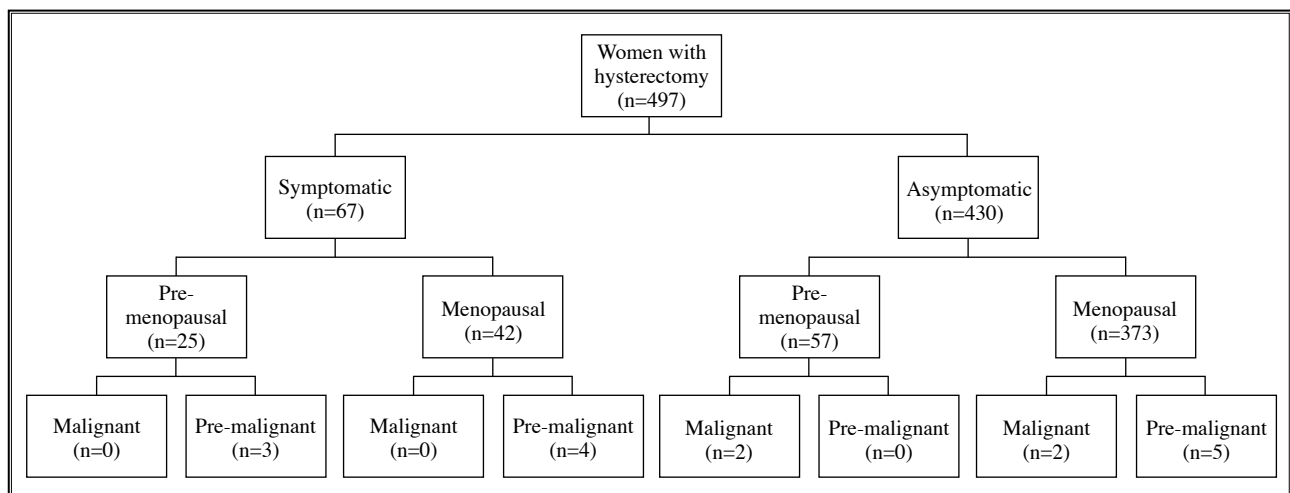 Women with
hysterectomy
(n=497)
Symptomatic
(n=67)
Asymptomatic
(n=430)
Pre-
menopausal
(n=25)
Menopausal
(n=42)
Pre-
menopausal
(n=57)
Menopausal
(n=373)
Malignant
(n=0)
Pre-malignant
(n=3)
Malignant
(n=0)
Pre-malignant
(n=4)
Malignant
(n=2)
Pre-malignant
(n=0)
Malignant
(n=2)
Pre-malignant
(n=5)